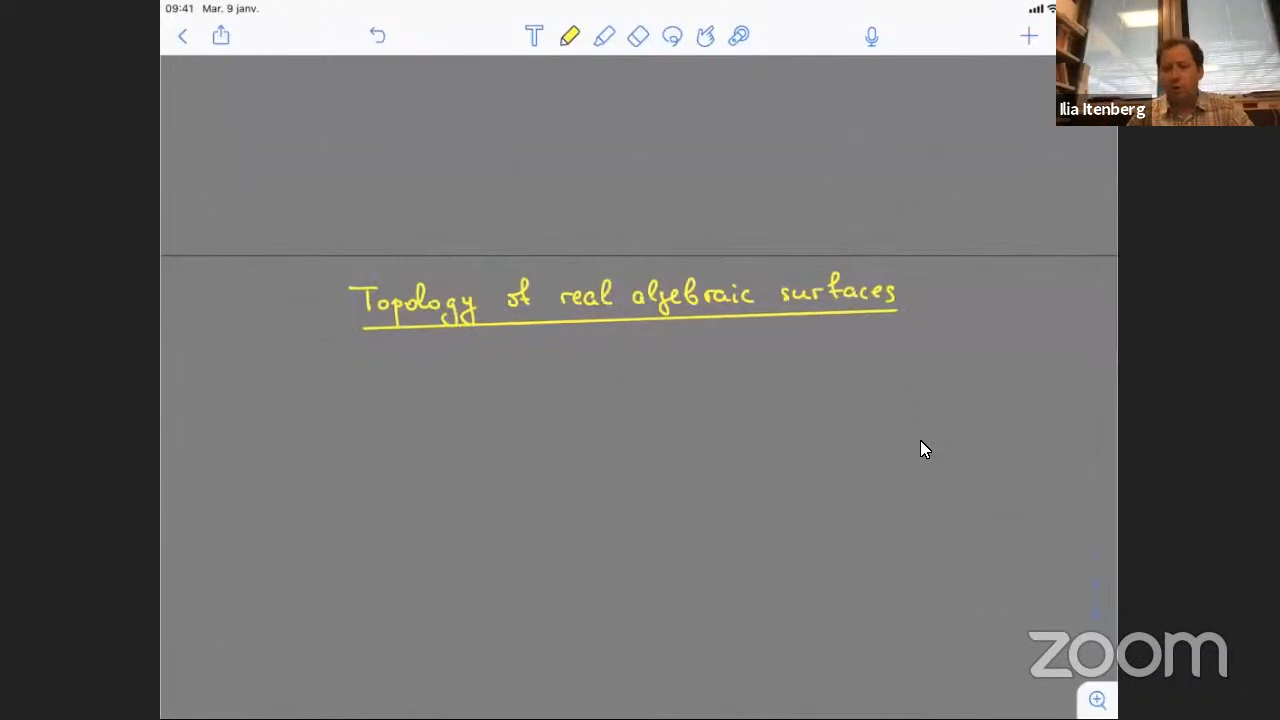 09:41 Mar. 9 janv.
T
Ilia Itenberg
Topology of real algebraic surfaces
zoom